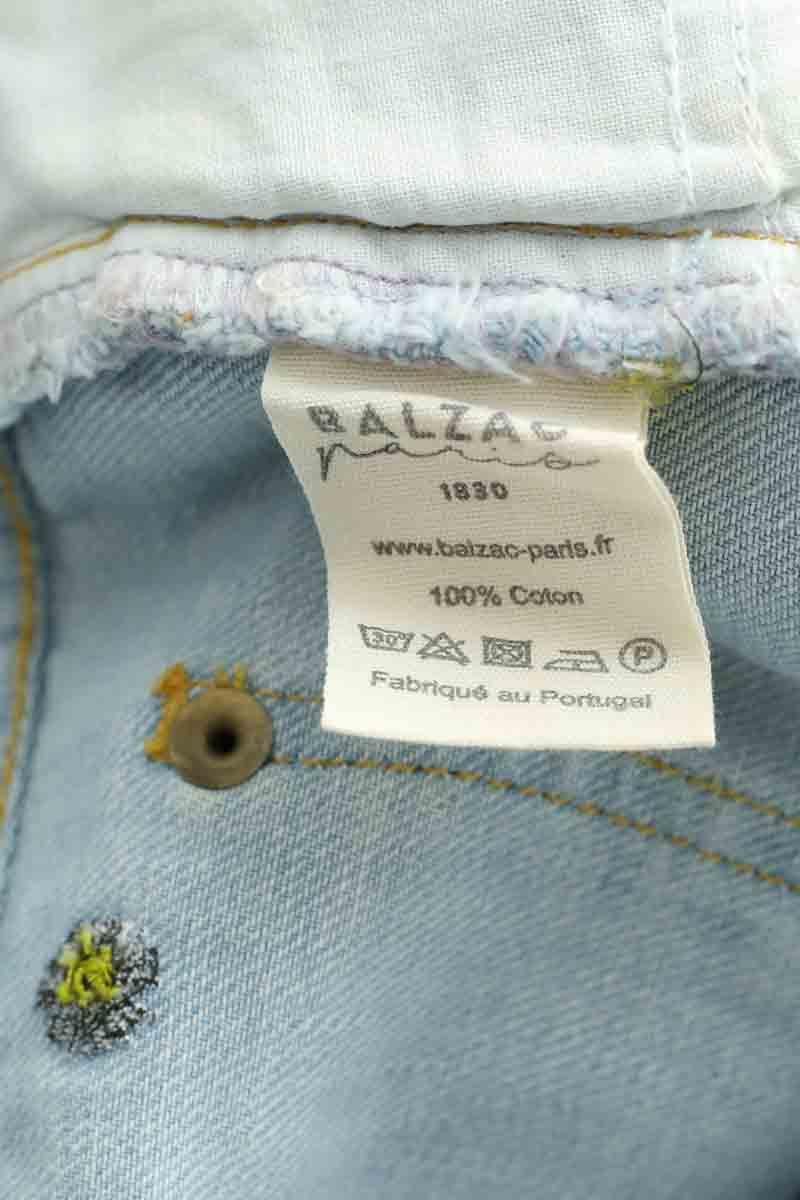 BALZAC
paris
1830
www.balzac-paris.fr
100% Coton
30° P
Fabriqué au Portugal